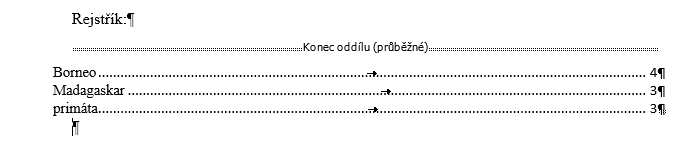 Rejstřík:¶
Konec oddílu (průběžné)
Borneo → 4¶
Madagaskar → 3¶
primáta → 3¶
¶